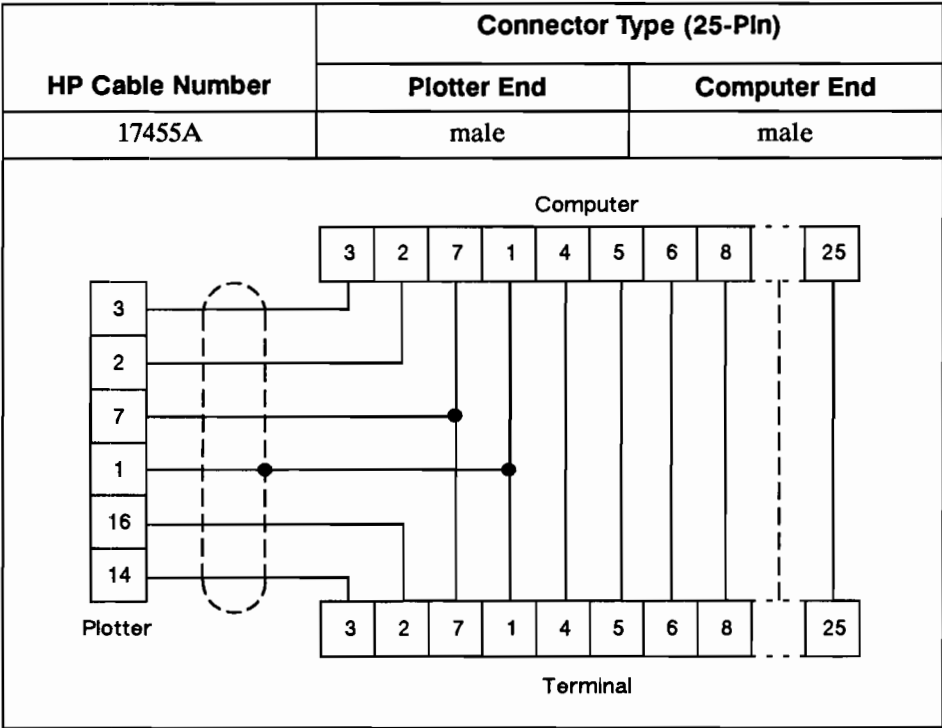 Connector Type (25-Pin)
HP Cable Number
Plotter End
Computer End
17455A
male
male
Computer
3 2 7 1 4 5 6 8 25
3
2
7
1
16
14
Plotter
3 2 7 1 4 5 6 8 25
Terminal